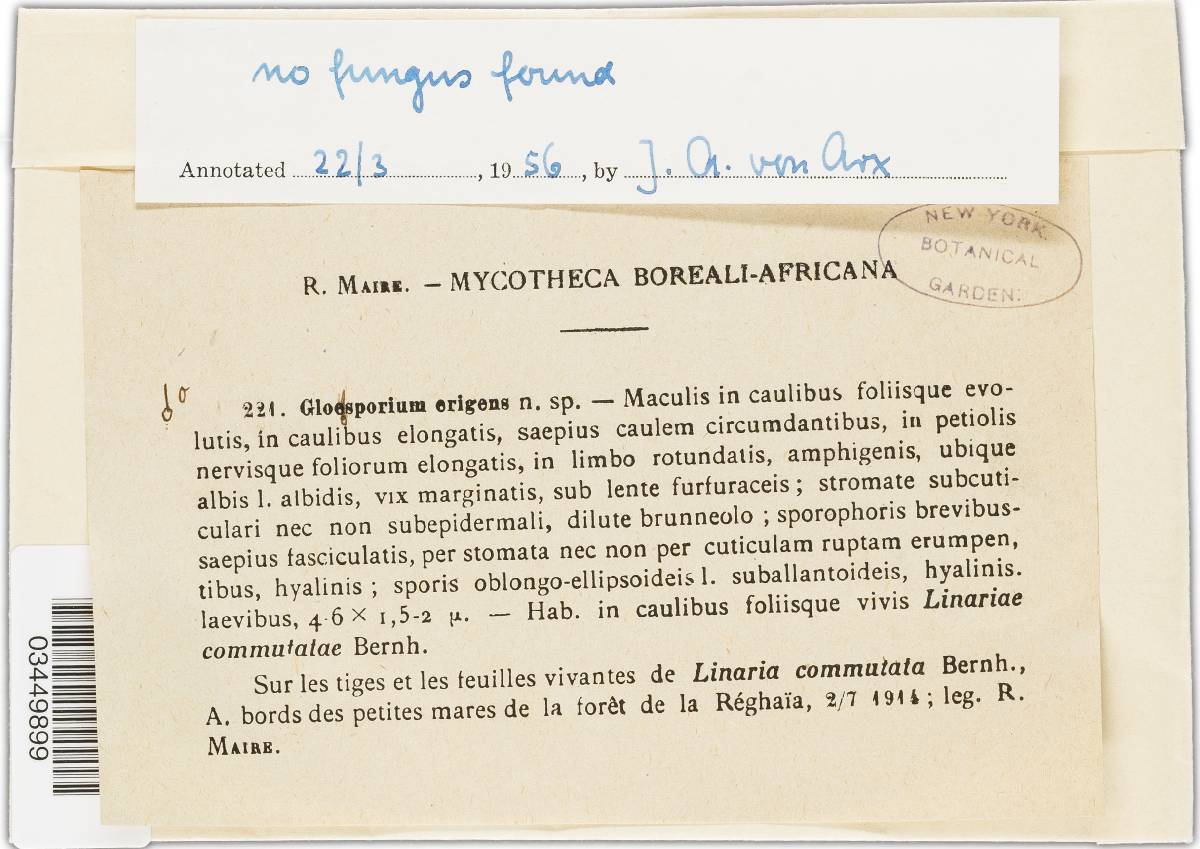 no fungus found
Annotated 22/3, 1956, by J. A. von Arx
NEW YORK
BOTANICAL
GARDEN.
R. MAIRE. — MYCOTHECA BOREALI-AFRICANA
o
221. Gloesporium erigens n. sp. — Maculis in caulibus foliisque evo-
lutis, in caulibus elongatis, saepius caulem circumdantibus, in petiolis
nervisque foliorum elongatis, in limbo rotundatis, amphigenis, ubique
albis l. albidis, vix marginatis, sub lente furfuraceis ; stromate subcuti-
culari nec non subepidermali, dilute brunneolo ; sporophoris brevibus-
saepius fasciculatis, per stomata nec non per cuticulam ruptam erumpen,
tibus, hyalinis ; sporis oblongo-ellipsoideis l. suballantoideis, hyalinis.
laevibus, 4-6 × 1,5-2 µ. — Hab. in caulibus foliisque vivis Linariae
commutatae Bernh.
Sur les tiges et les feuilles vivantes de Linaria commutata Bernh.,
A. bords des petites mares de la forêt de la Réghaïa, 2/7 1914 ; leg. R.
MAIRE.
03449899